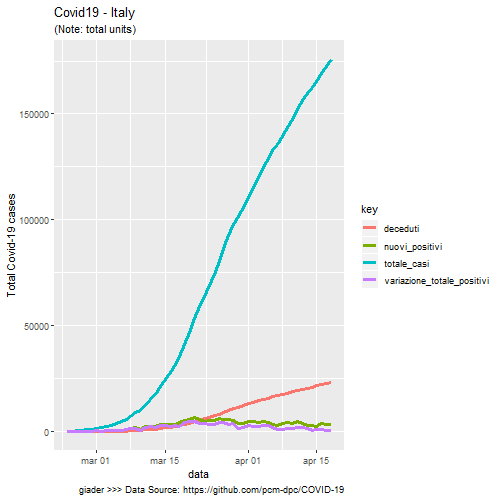 Covid19 - Italy
(Note: total units)
Total Covid-19 cases
150000
100000
50000
0
mar 01
mar 15
apr 01
apr 15
data
key
deceduti
nuovi_positivi
totale_casi
variazione_totale_positivi
giader >>> Data Source: https://github.com/pcm-dpc/COVID-19